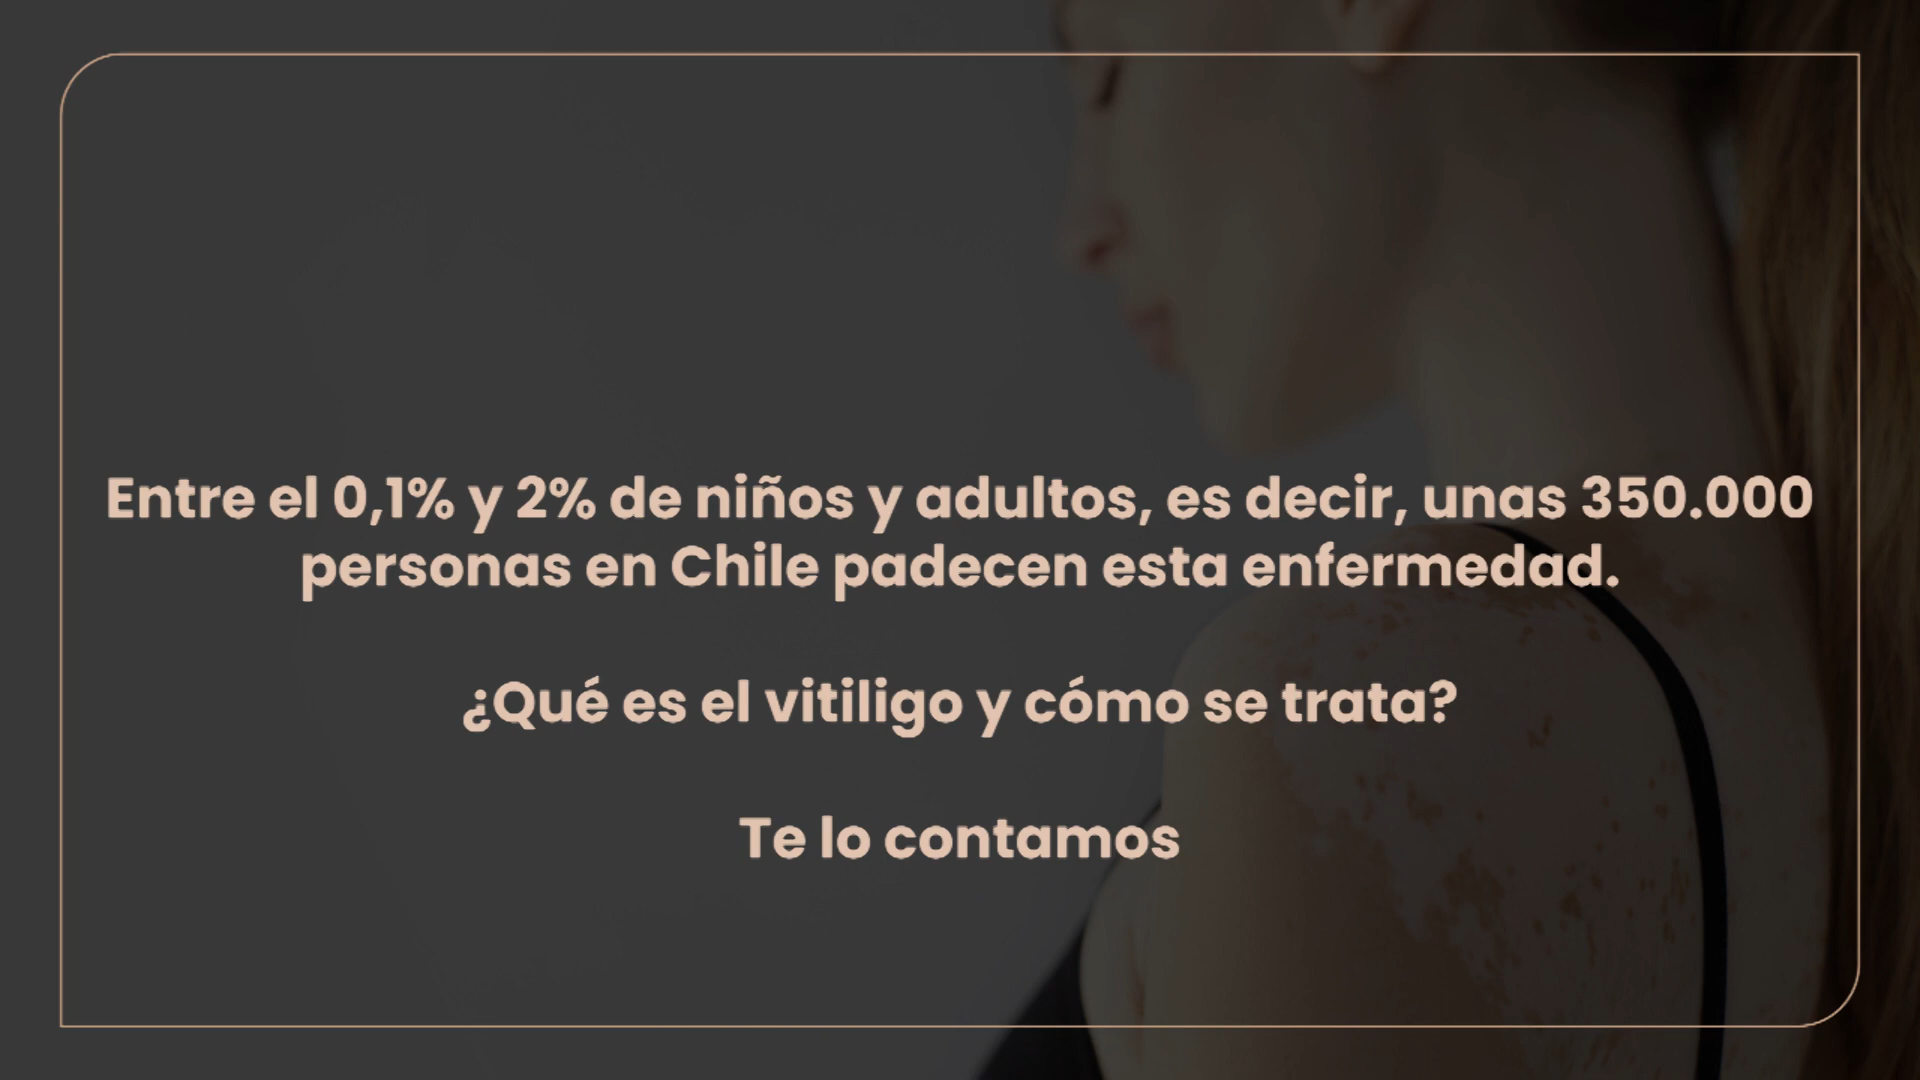 Entre el 0,1% y 2% de niños y adultos, es decir, unas 350.000
personas en Chile padecen esta enfermedad.
¿Qué es el vitiligo y cómo se trata?
Te lo contamos